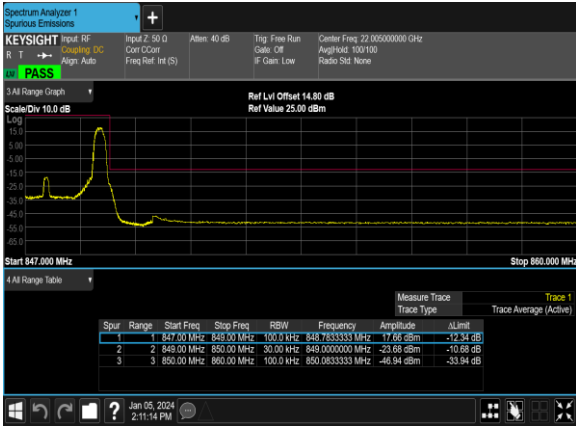 Spectrum Analyzer 1
Spurious Emissions
KEYSIGHT Input: RF Input Z: 50 Ω Atten: 40 dB Trig: Free Run Center Freq: 22.005000000 GHz
R T Coupling: DC Corr CCorr Gate: Off Avg|Hold: 100/100
Align: Auto Freq Ref: Int (S) IF Gain: Low Radio Std: None
PASS
3 All Range Graph
Ref Lvl Offset 14.80 dB
Scale/Div 10.0 dB Ref Value 25.00 dBm
Log
15.0
5.00
-5.00
-15.0
-25.0
-35.0
-45.0
-55.0
-65.0
Start 847.000 MHz Stop 860.000 MHz
4 All Range Table
Measure Trace Trace 1
Trace Type Trace Average (Active)
Spur Range Start Freq Stop Freq RBW Frequency Amplitude ΔLimit
1 1 847.00 MHz 849.00 MHz 100.0 kHz 848.7833333 MHz 17.66 dBm -12.34 dB
2 2 849.00 MHz 850.00 MHz 30.00 kHz 849.0000000 MHz -23.68 dBm -10.68 dB
3 3 850.00 MHz 860.00 MHz 100.0 kHz 850.0833333 MHz -46.94 dBm -33.94 dB
Jan 05, 2024
2:11:14 PM